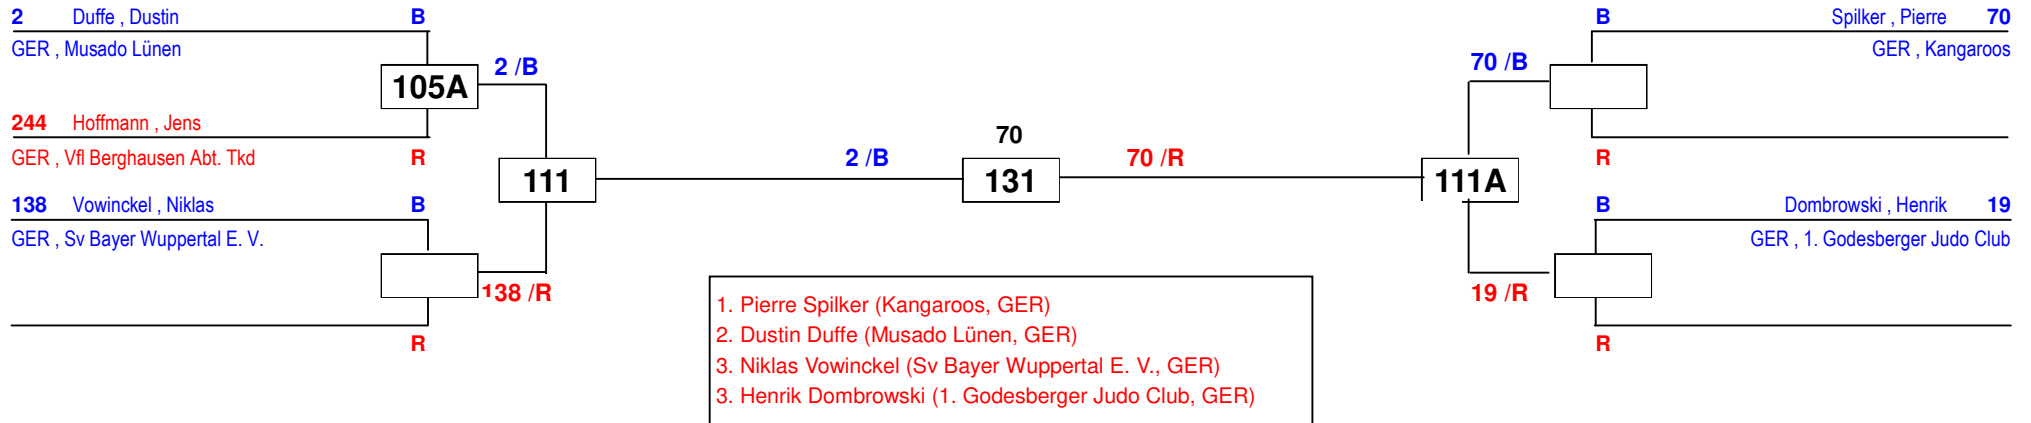 2 Duffe , Dustin B
GER , Musado Lünen
105A
2 /B
244 Hoffmann , Jens
GER , Vfl Berghausen Abt. Tkd R
111
138 Vowinckel , Niklas B
GER , Sv Bayer Wuppertal E. V.
138 /R
R
2 /B
70
131
70 /R
B Spilker , Pierre 70
GER , Kangaroos
70 /B
R
111A
B Dombrowski , Henrik 19
GER , 1. Godesberger Judo Club
19 /R
R
1. Pierre Spilker (Kangaroos, GER)
2. Dustin Duffe (Musado Lünen, GER)
3. Niklas Vowinckel (Sv Bayer Wuppertal E. V., GER)
3. Henrik Dombrowski (1. Godesberger Judo Club, GER)